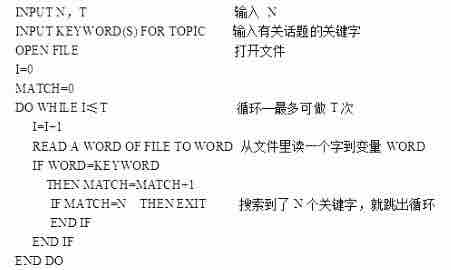 INPUT N，T 输入 N
INPUT KEYWORD(S) FOR TOPIC 输入有关话题的关键字
OPEN FILE 打开文件
I=0
MATCH=0
DO WHILE I≤T 循环—最多可做 T 次
I=I+1
READ A WORD OF FILE TO WORD 从文件里读一个字到变量 WORD
IF WORD=KEYWORD
THEN MATCH=MATCH+1
IF MATCH=N THEN EXIT 搜索到了 N 个关键字，就跳出循环
END IF
END IF
END DO